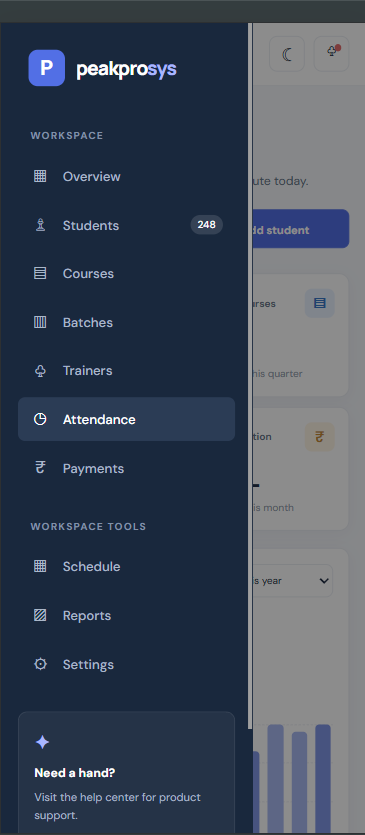 P peakprosys
WORKSPACE
Overview
Students 248
Courses
Batches
Trainers
Attendance
₹ Payments
WORKSPACE TOOLS
Schedule
Reports
Settings
Need a hand?
Visit the help center for product
support.
ute today.
dd student
urses
his quarter
tion ₹
is month
s year